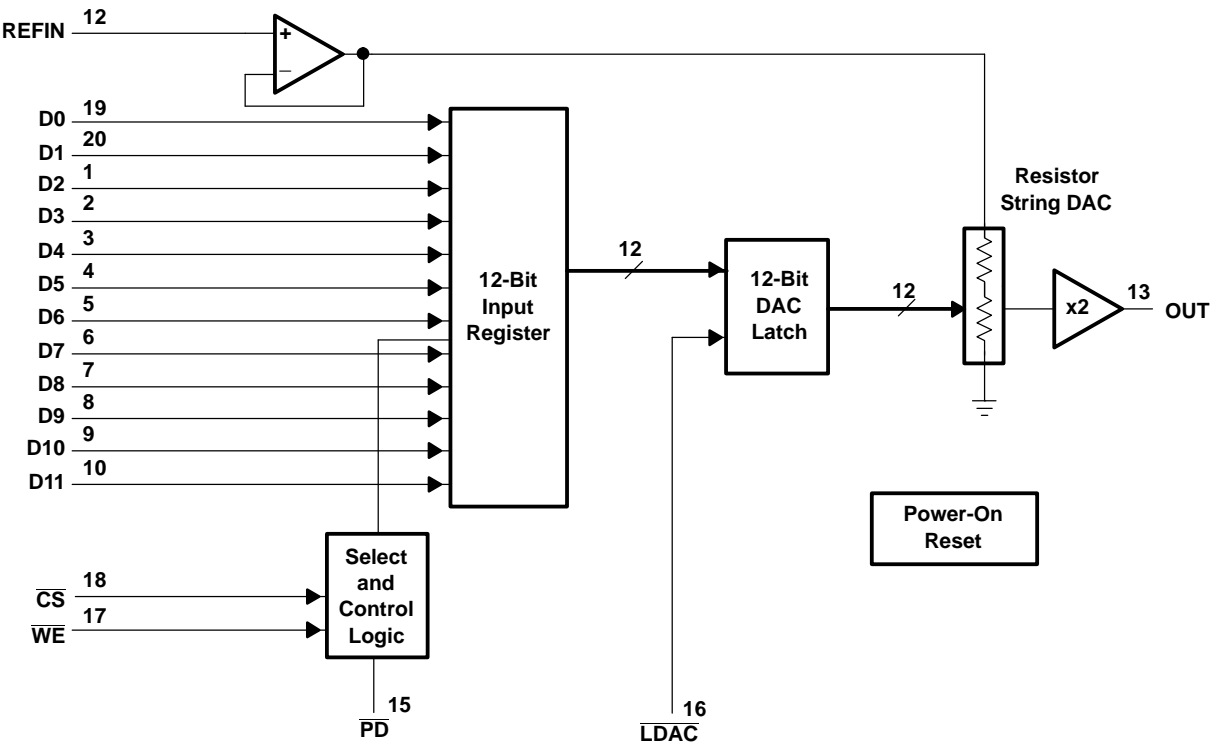 REFIN 12
+
−
D0 19
D1 20
D2 1
D3 2
D4 3
D5 4
D6 5
D7 6
D8 7
D9 8
D10 9
D11 10
12-Bit
Input
Register
12
12-Bit
DAC
Latch
12
Resistor
String DAC
x2
13 OUT
Power-On
Reset
Select
and
Control
Logic
CS 18
WE 17
PD 15
LDAC 16